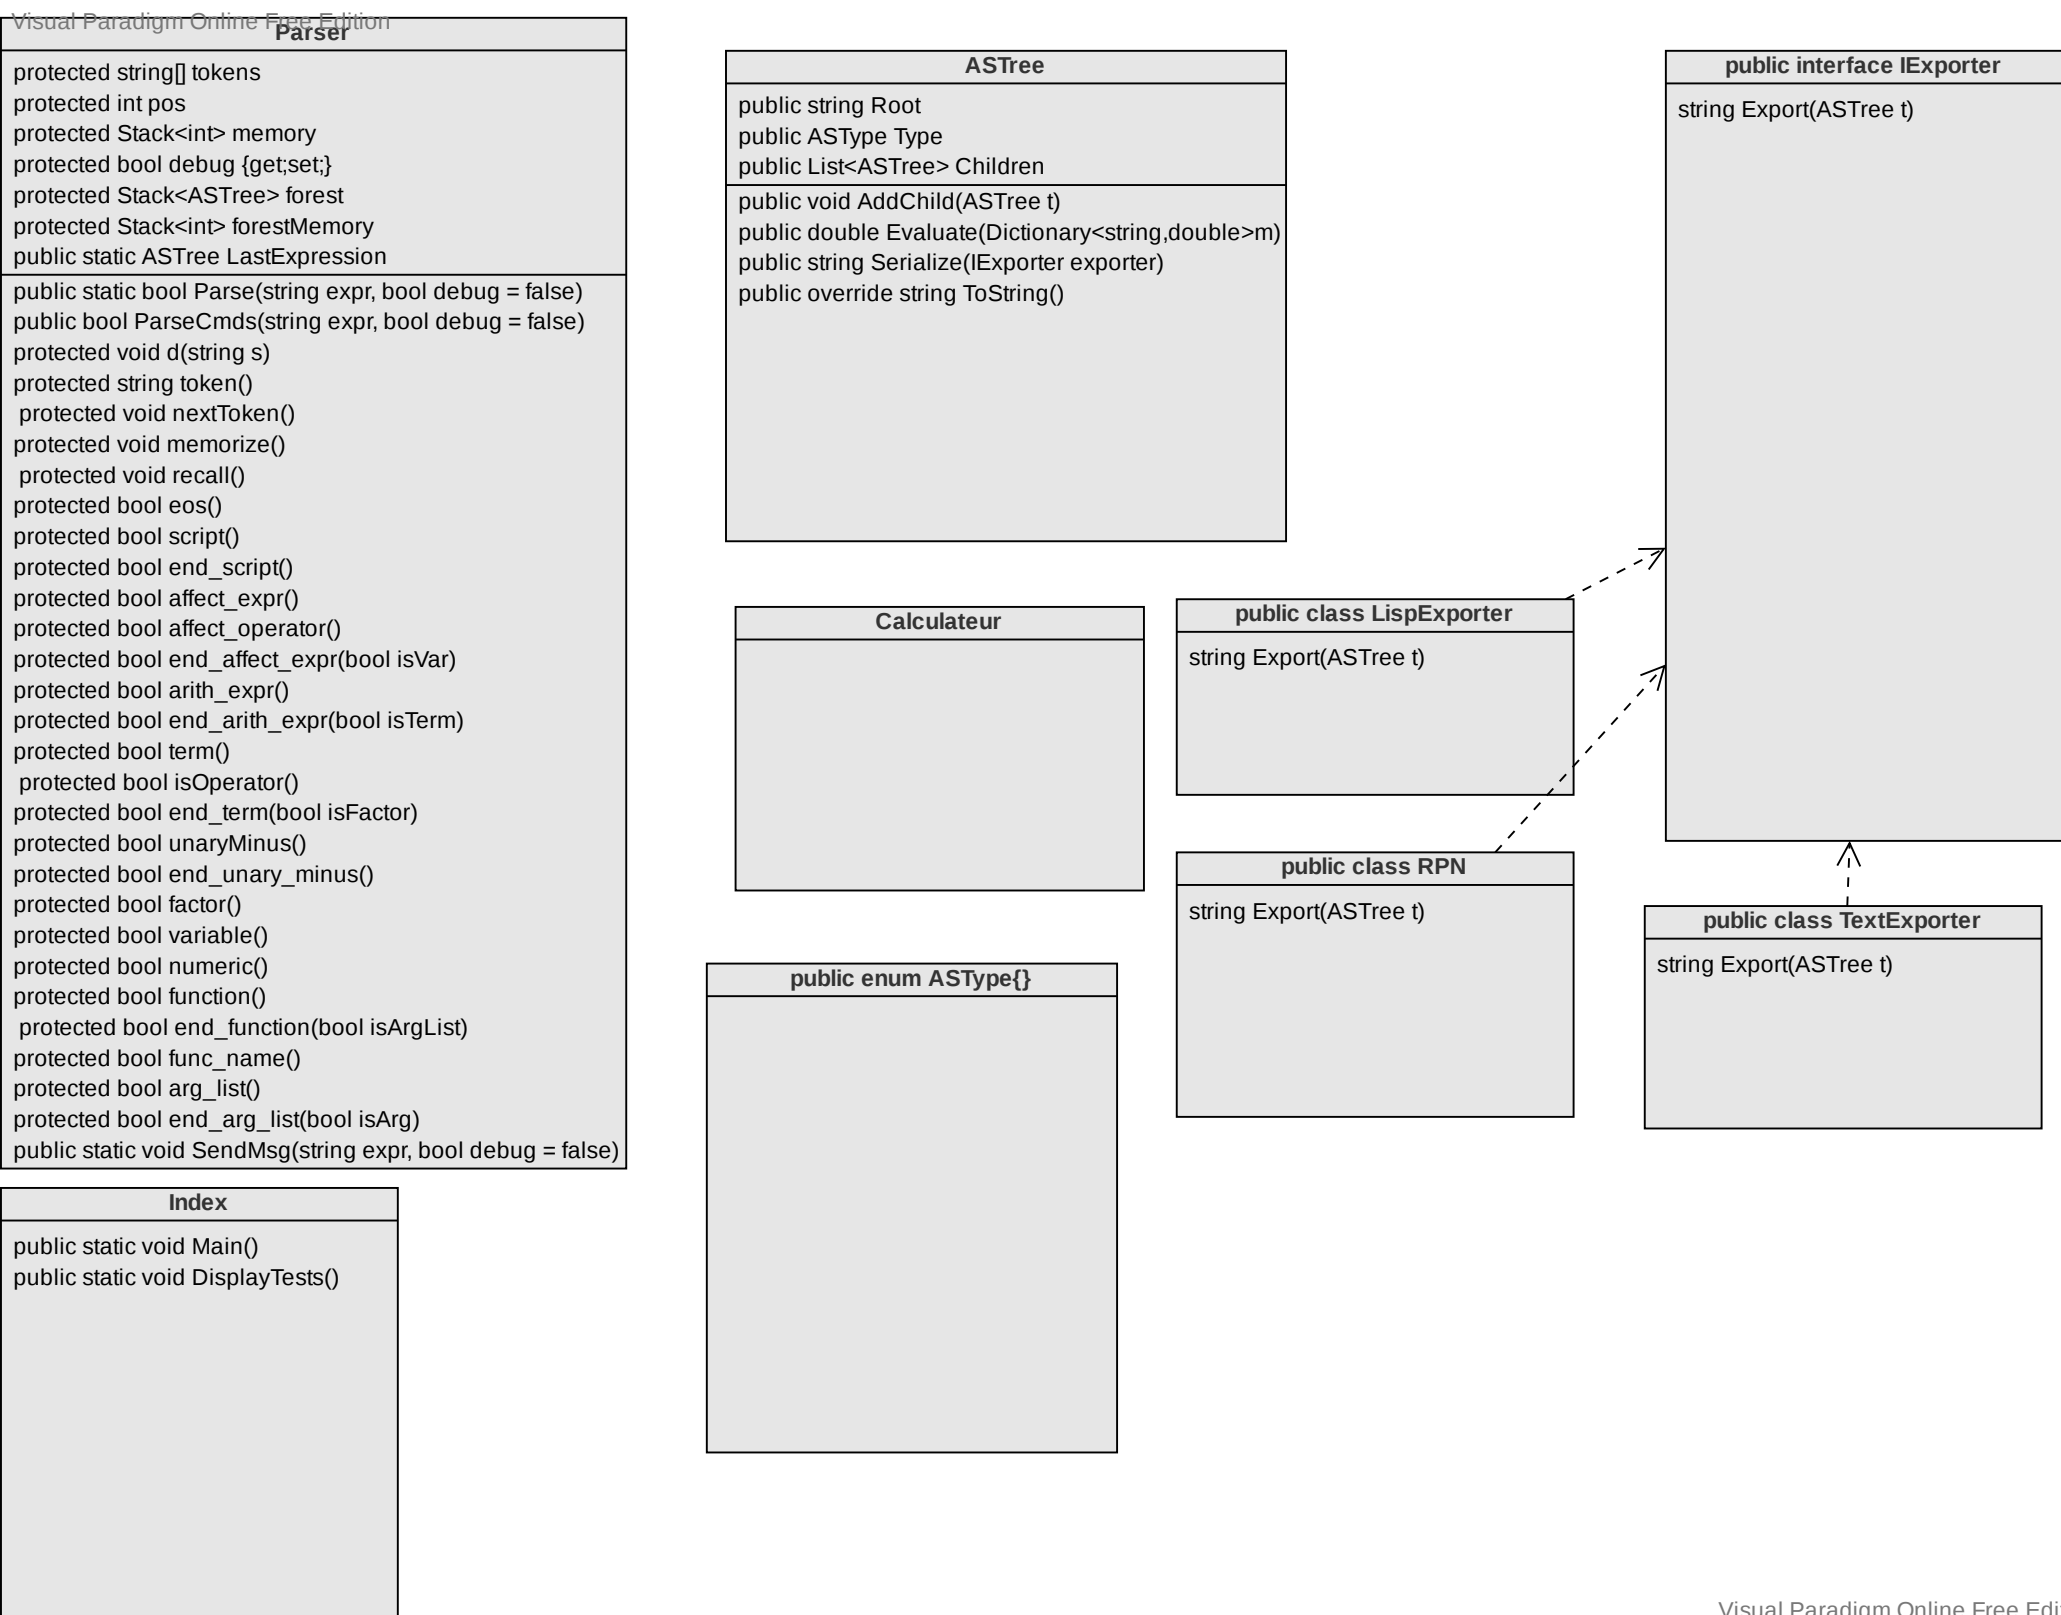 Visual Paradigm Online Free Edition
Parser
protected string[] tokens
protected int pos
protected Stack<int> memory
protected bool debug {get;set;}
protected Stack<ASTree> forest
protected Stack<int> forestMemory
public static ASTree LastExpression
public static bool Parse(string expr, bool debug = false)
public bool ParseCmds(string expr, bool debug = false)
protected void d(string s)
protected string token()
protected void nextToken()
protected void memorize()
protected void recall()
protected bool eos()
protected bool script()
protected bool end_script()
protected bool affect_expr()
protected bool affect_operator()
protected bool end_affect_expr(bool isVar)
protected bool arith_expr()
protected bool end_arith_expr(bool isTerm)
protected bool term()
protected bool isOperator()
protected bool end_term(bool isFactor)
protected bool unaryMinus()
protected bool end_unary_minus()
protected bool factor()
protected bool variable()
protected bool numeric()
protected bool function()
protected bool end_function(bool isArgList)
protected bool func_name()
protected bool arg_list()
protected bool end_arg_list(bool isArg)
public static void SendMsg(string expr, bool debug = false)
Index
public static void Main()
public static void DisplayTests()
ASTree
public string Root
public ASType Type
public List<ASTree> Children
public void AddChild(ASTree t)
public double Evaluate(Dictionary<string,double>m)
public string Serialize(IExporter exporter)
public override string ToString()
Calculateur
public enum ASType{}
public class LispExporter
string Export(ASTree t)
public class RPN
string Export(ASTree t)
public interface IExporter
string Export(ASTree t)
public class TextExporter
string Export(ASTree t)
Visual Paradigm Online Free Edi